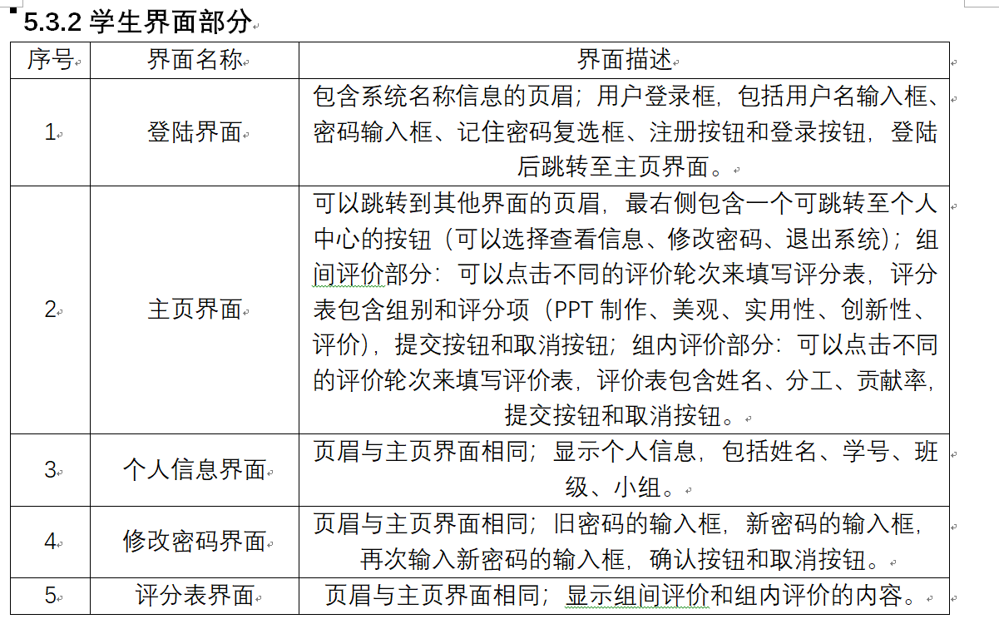 5.3.2 学生界面部分
序号 界面名称 界面描述
1 登陆界面 包含系统名称信息的页眉；用户登录框，包括用户名输入框、
密码输入框、记住密码复选框、注册按钮和登录按钮，登陆
后跳转至主页界面。
2 主页界面 可以跳转到其他界面的页眉，最右侧包含一个可跳转至个人
中心的按钮（可以选择查看信息、修改密码、退出系统）；组
间评价部分：可以点击不同的评价轮次来填写评分表，评分
表包含组别和评分项（PPT 制作、美观、实用性、创新性、
评价），提交按钮和取消按钮；组内评价部分：可以点击不同
的评价轮次来填写评价表，评价表包含姓名、分工、贡献率，
提交按钮和取消按钮。
3 个人信息界面 页眉与主页界面相同；显示个人信息，包括姓名、学号、班
级、小组。
4 修改密码界面 页眉与主页界面相同；旧密码的输入框，新密码的输入框，
再次输入新密码的输入框，确认按钮和取消按钮。
5 评分表界面 页眉与主页界面相同；显示组间评价和组内评价的内容。